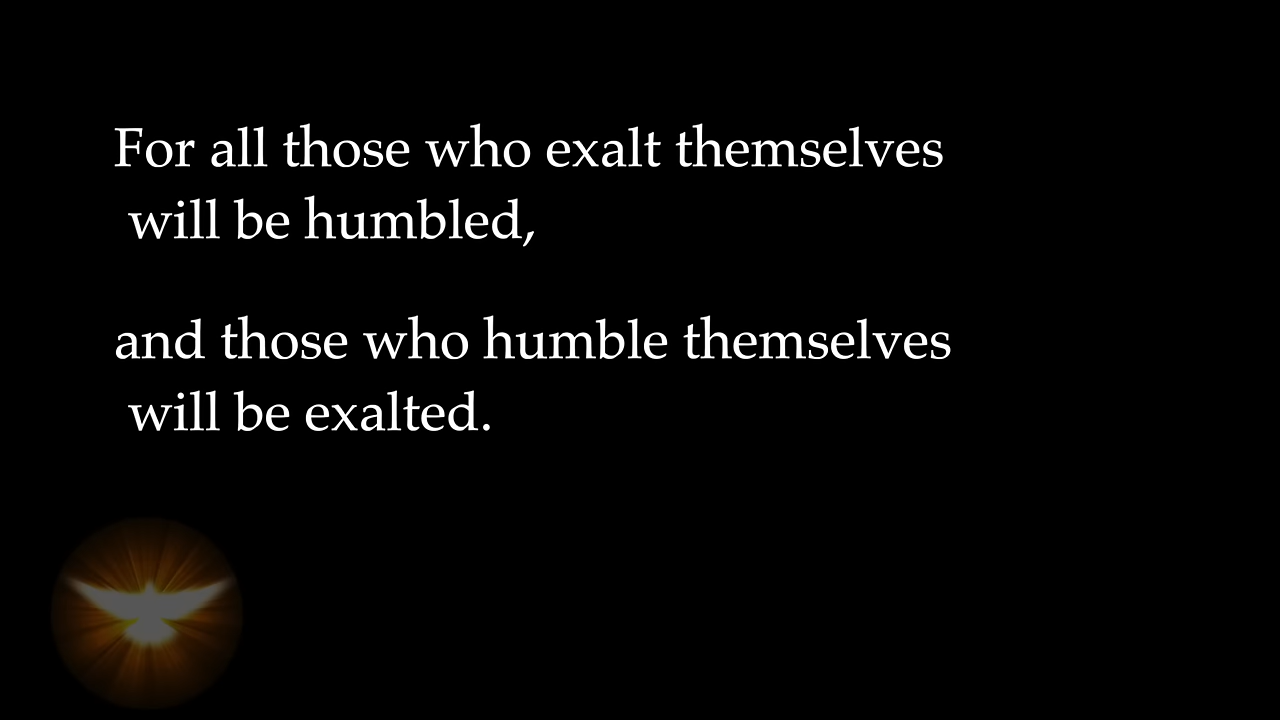 For all those who exalt themselves
will be humbled,
and those who humble themselves
will be exalted.